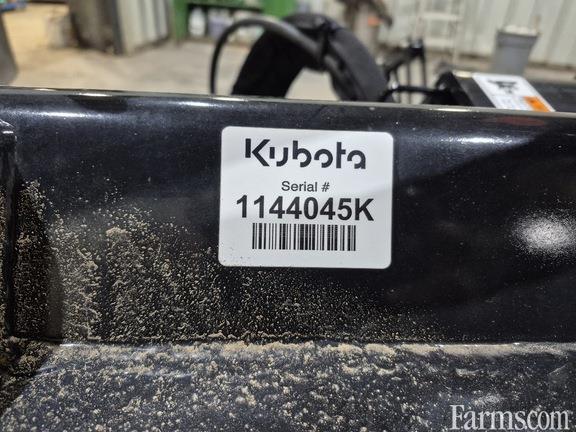 Kubota
Serial #
1144045K
Farms.com